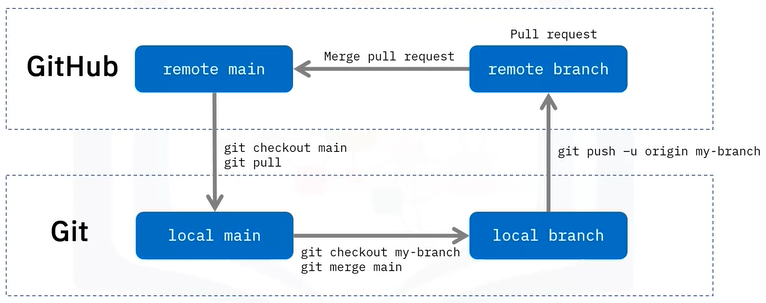 Pull request
GitHub
remote main
Merge pull request
remote branch
git checkout main
git pull
git push –u origin my-branch
Git
local main
local branch
git checkout my-branch
git merge main